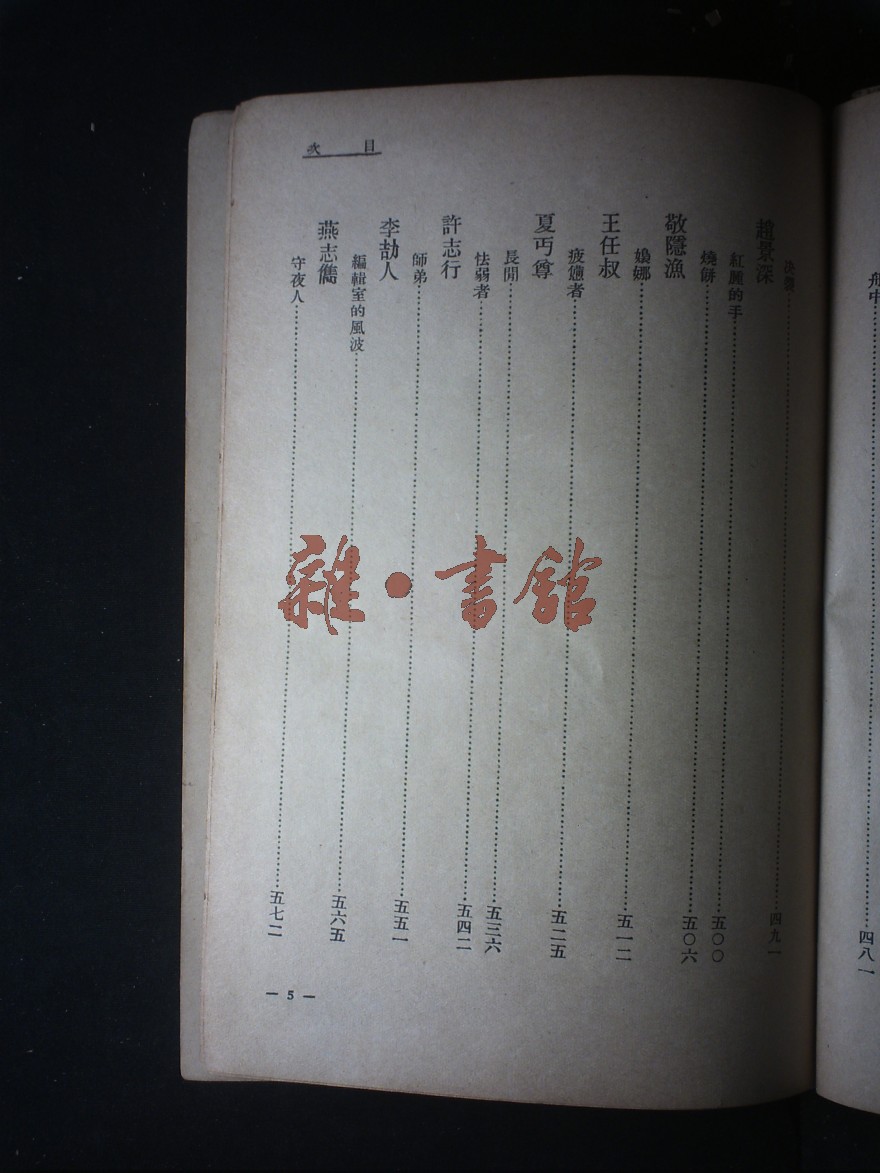 舟中……四八一
目次
四九一
趙景深
紅腫的手……五〇〇
燒餅……五〇六
敬隱漁
嬝娜……五一二
王任叔
疲憊者……五二五
夏丏尊
長閒……五三六
怯弱者……五四二
許志行
師弟……五五一
李劼人
編輯室的風波……五六五
燕志儁
守夜人……五七二
— 5 —
雜·書館